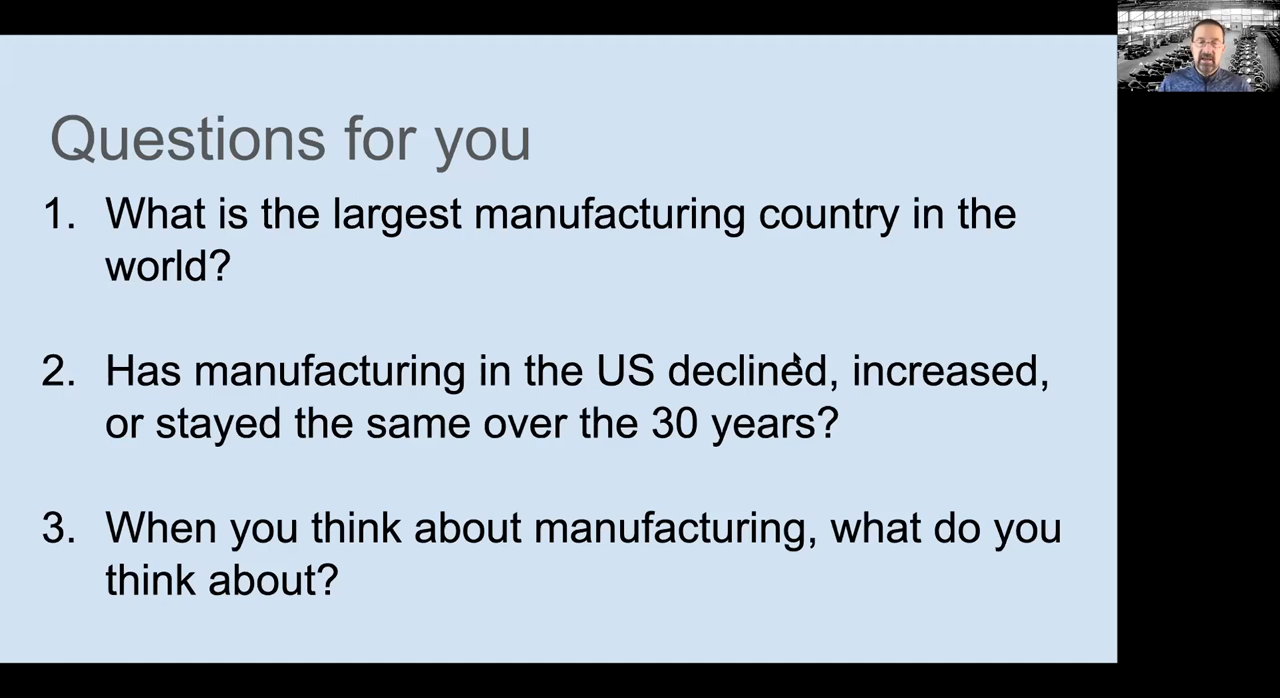 Questions for you
1. What is the largest manufacturing country in the
world?
2. Has manufacturing in the US declined, increased,
or stayed the same over the 30 years?
3. When you think about manufacturing, what do you
think about?